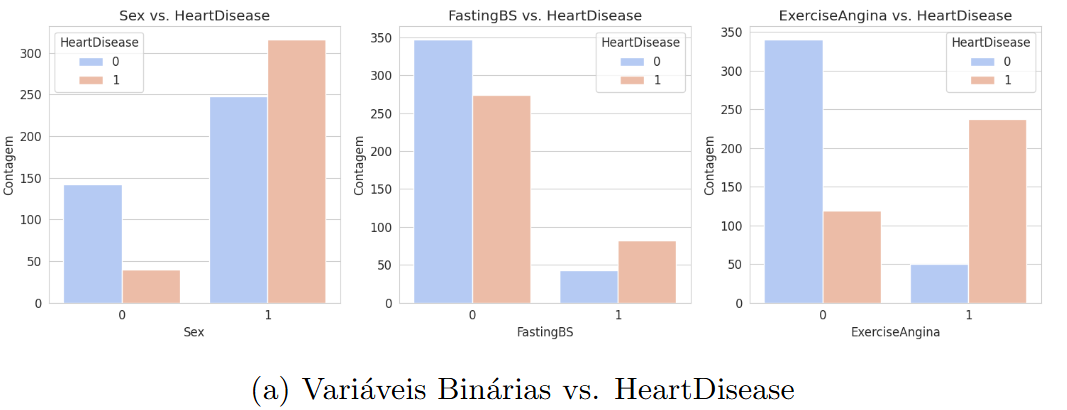 Sex vs. HeartDisease
HeartDisease
0
1
300
250
200
150
100
50
0
Contagem
0 1
Sex
FastingBS vs. HeartDisease
HeartDisease
0
1
350
300
250
200
150
100
50
0
Contagem
0 1
FastingBS
ExerciseAngina vs. HeartDisease
HeartDisease
0
1
350
300
250
200
150
100
50
0
Contagem
0 1
ExerciseAngina
(a) Variáveis Binárias vs. HeartDisease